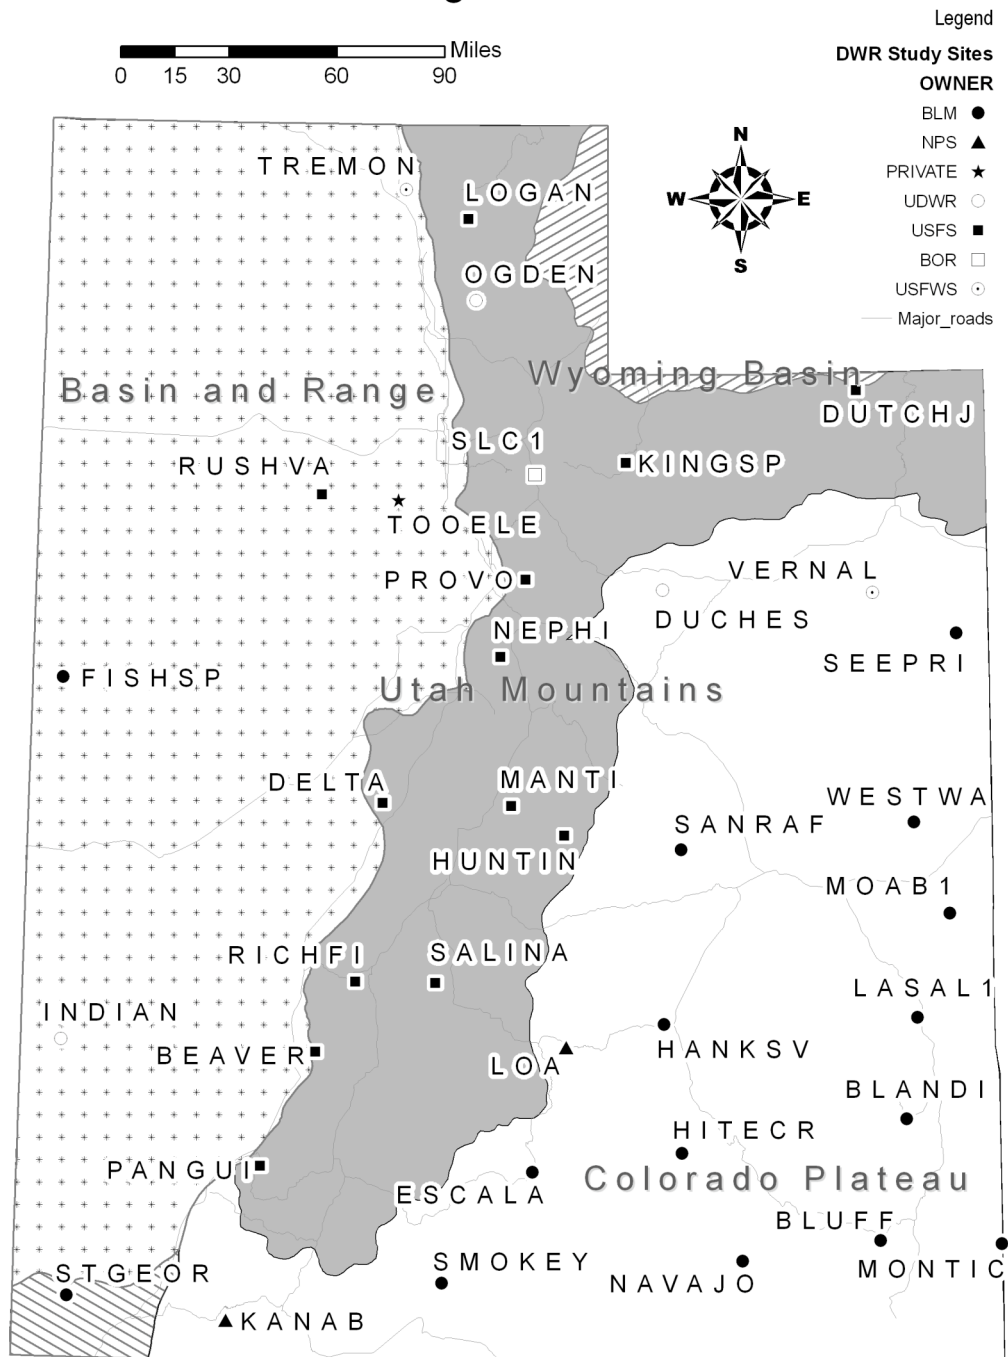 Legend
DWR Study Sites
OWNER
BLM
NPS
PRIVATE
UDWR
USFS
BOR
USFWS
Major_roads
Miles
0 15 30 60 90
N
W E
S
TREMON
LOGAN
OGDEN
Wyoming Basin
Basin and Range
DUTCHJ
SLC1
RUSHVA
KINGSP
TOOELE
PROVO
VERNAL
DUCHES
NEPHI
SEEPRI
FISHSP
Utah Mountains
DELTA
MANTI
WESTWA
SANRAF
HUNTIN
MOAB1
RICHFI
SALINA
LASAL1
INDIAN
BEAVER
LOA
HANKSV
BLANDI
HITECR
PANGUI
Colorado Plateau
ESCALA
BLUFF
STGEOR
SMOKEY
NAVAJO
MONTIC
KANAB